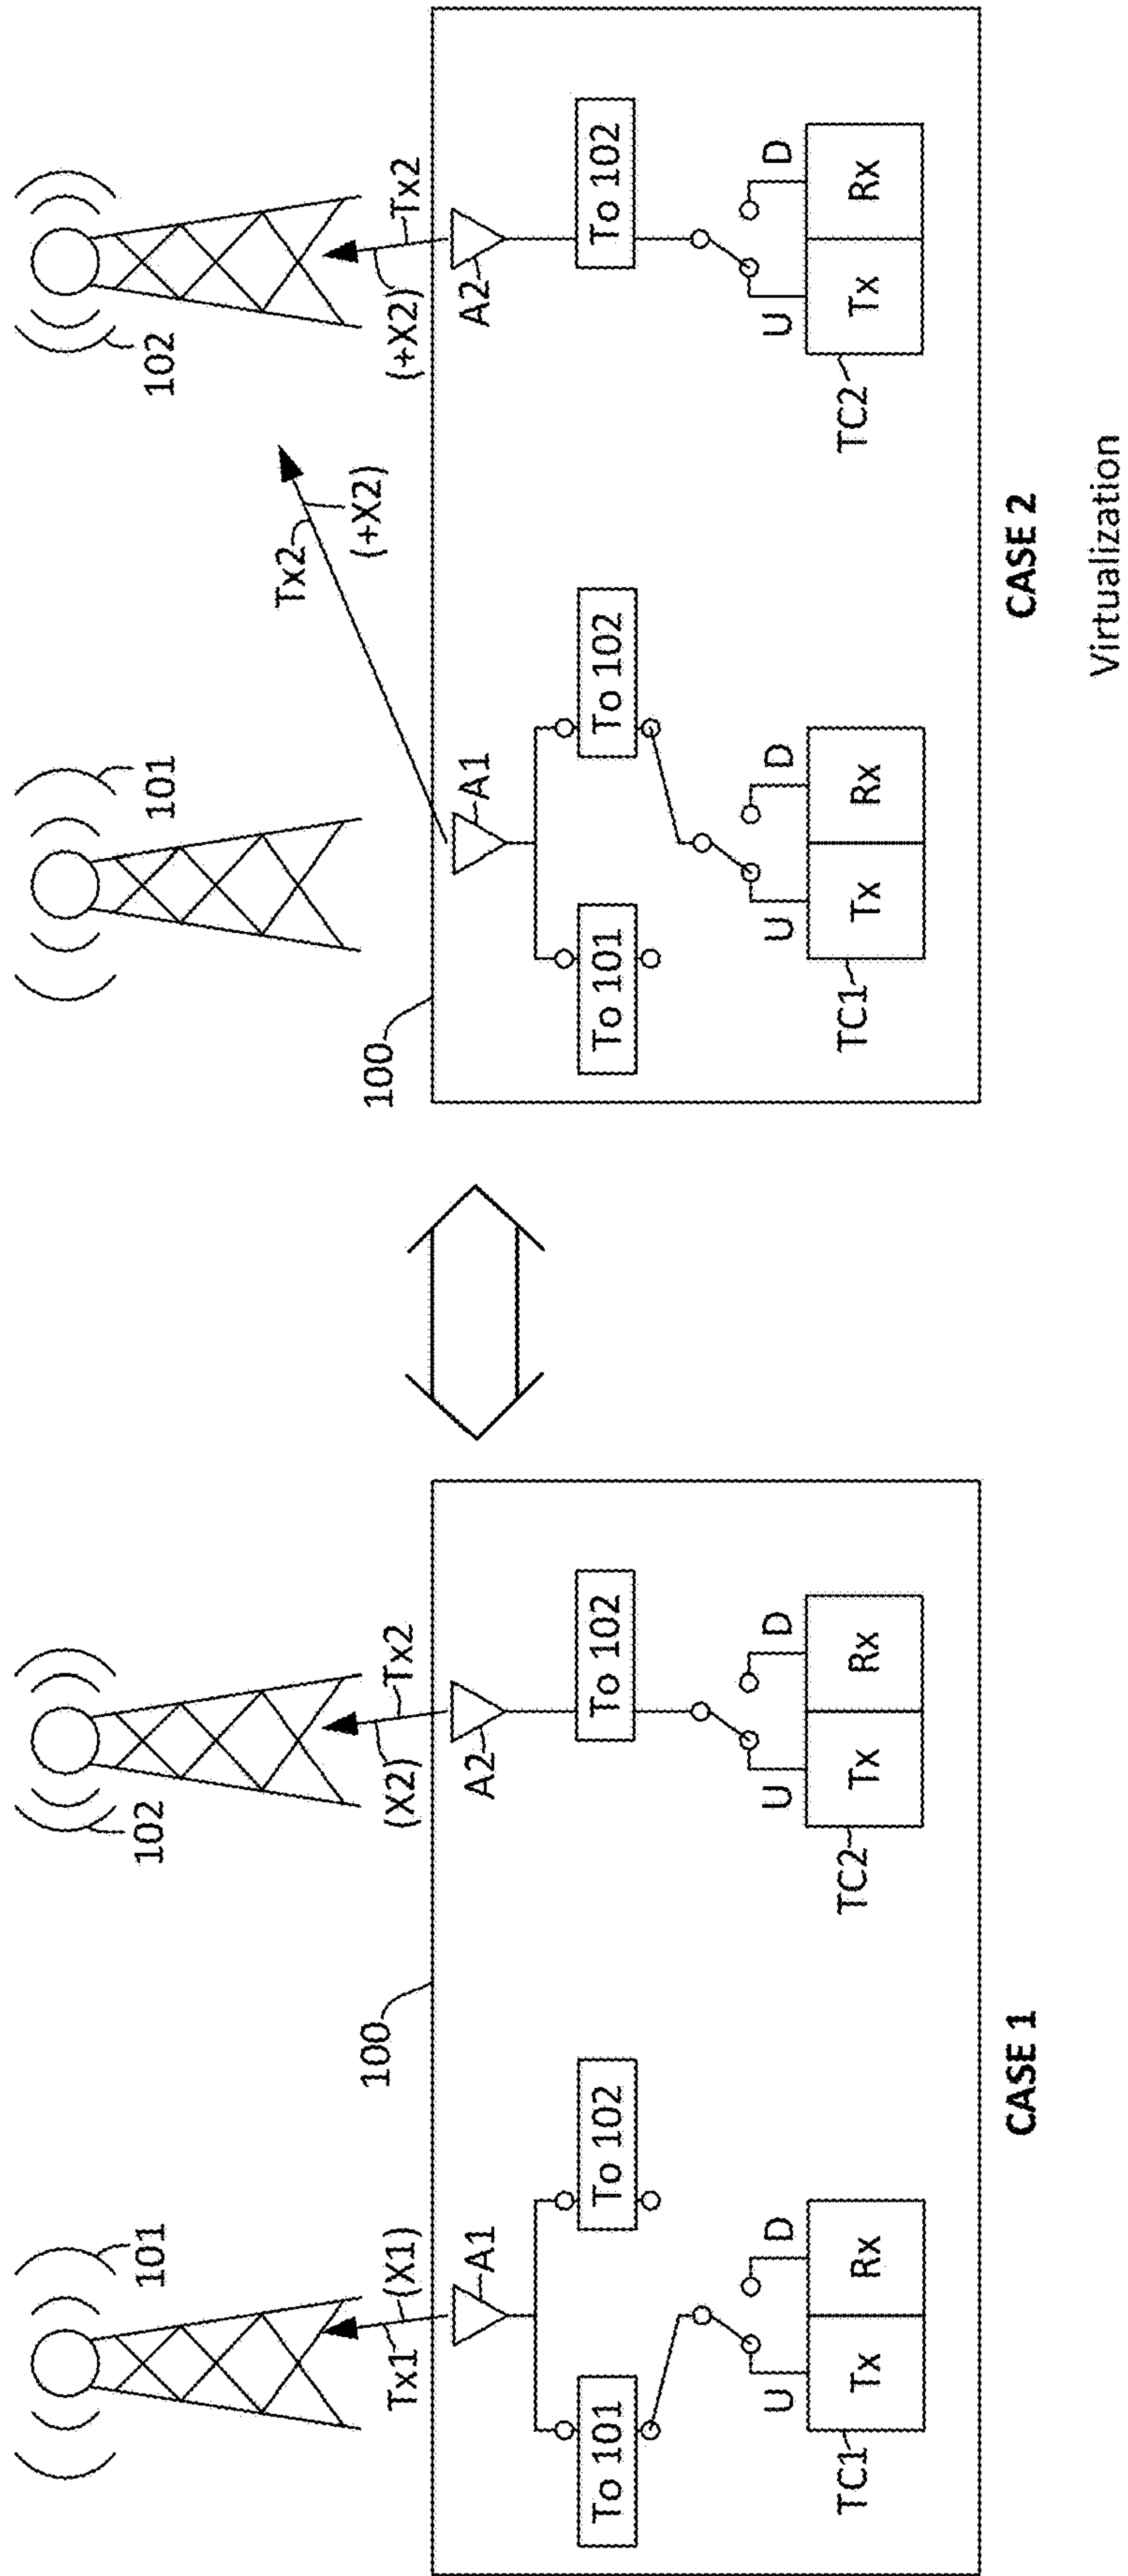 101
102
Tx1
(X1)
(X2)
Tx2
100
A1
A2
To 101
To 102
To 102
U
D
U
D
TC1
Tx
Rx
TC2
Tx
Rx
CASE 1
101
102
Tx2
(+X2)
(+X2)
Tx2
100
A1
A2
To 101
To 102
To 102
U
D
U
D
TC1
Tx
Rx
TC2
Tx
Rx
CASE 2
Virtualization